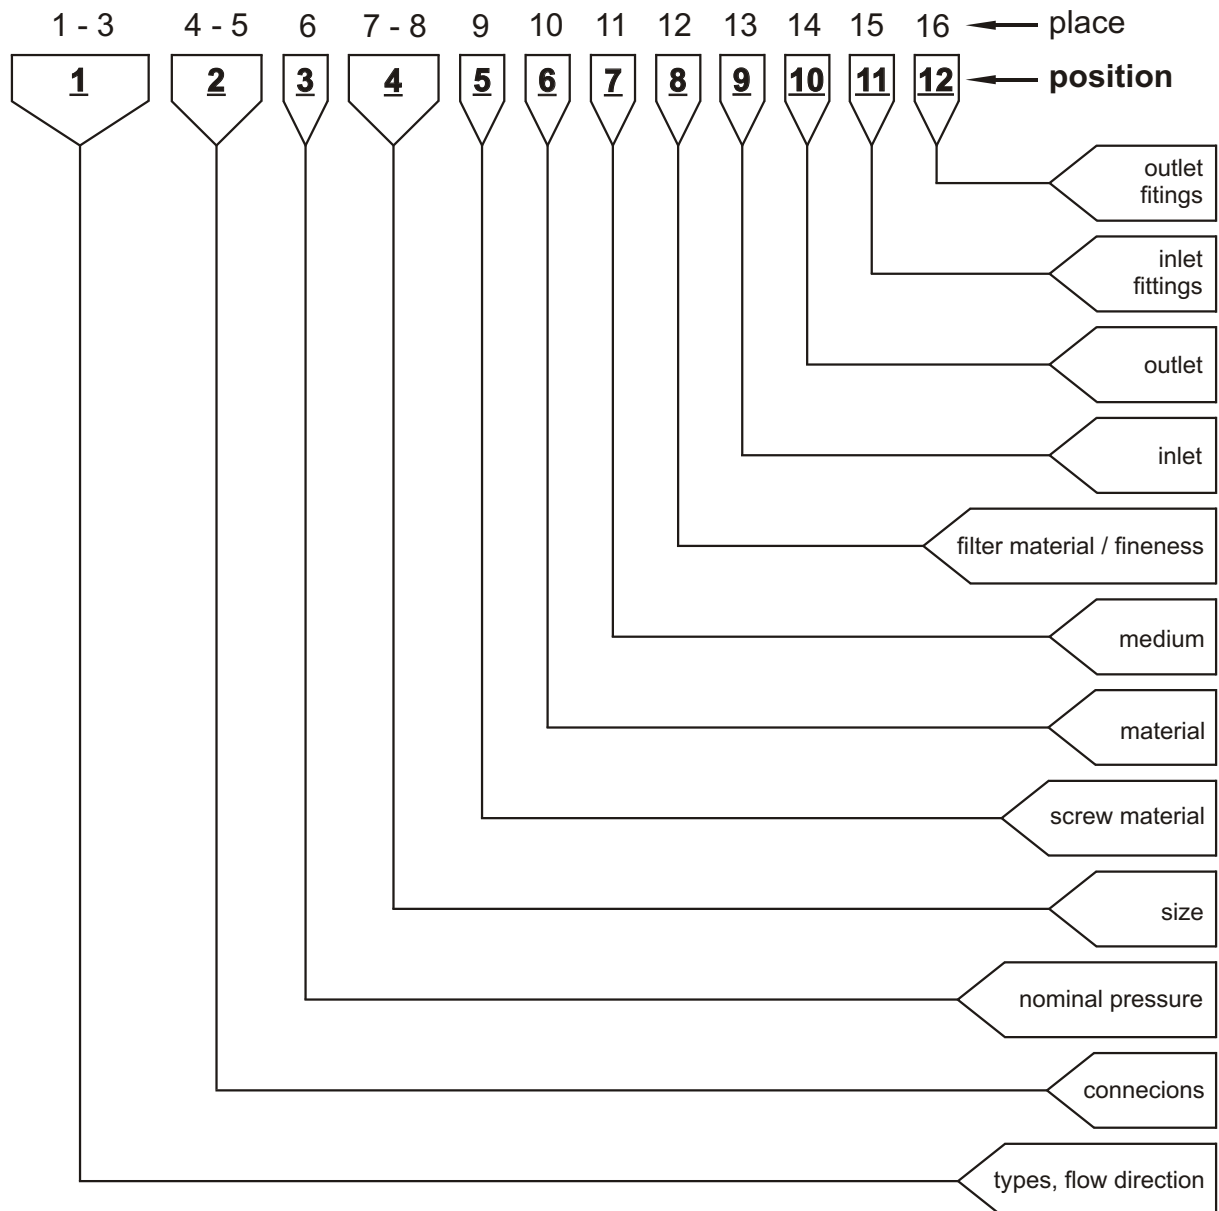 1 - 3 4 - 5 6 7 - 8 9 10 11 12 13 14 15 16 place
1 2 3 4 5 6 7 8 9 10 11 12 position
outlet
fitings
inlet
fittings
outlet
inlet
filter material / fineness
medium
material
screw material
size
nominal pressure
connecions
types, flow direction